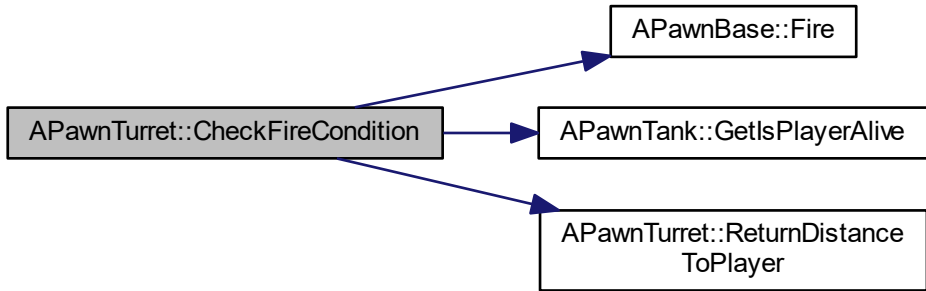 APawnBase::Fire
APawnTurret::CheckFireCondition
APawnTank::GetIsPlayerAlive
APawnTurret::ReturnDistance
ToPlayer